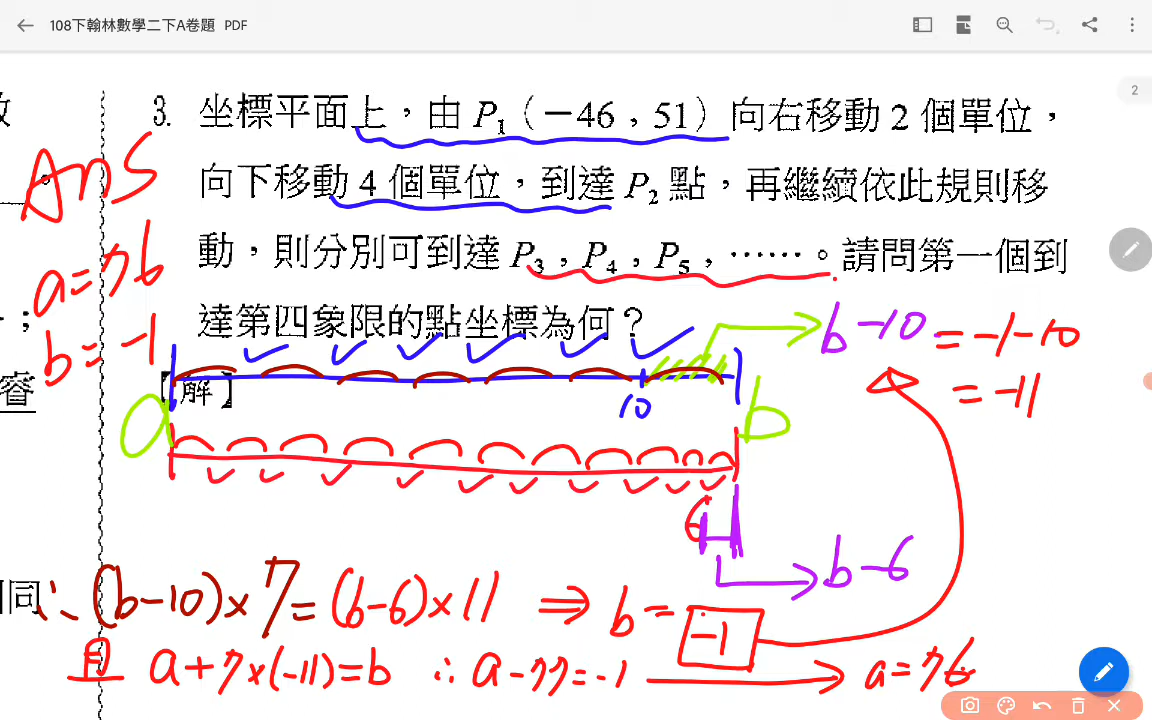 108下翰林數學二下A卷題 PDF
2
3. 坐標平面上，由 P₁（－46，51）向右移動 2 個單位，
向下移動 4 個單位，到達 P₂ 點，再繼續依此規則移
動，則分別可到達 P₃，P₄，P₅，……。請問第一個到
達第四象限的點坐標為何？
【解】
Ans
a=76
b=-1
；
睿
同
b-10=-1-10
=-11
10
a
b
6
b-6
∴(b-10)×7=(b-6)×11 ⇒ b=-1
且 a+7×(-11)=b ∴a-77=-1 → a=76